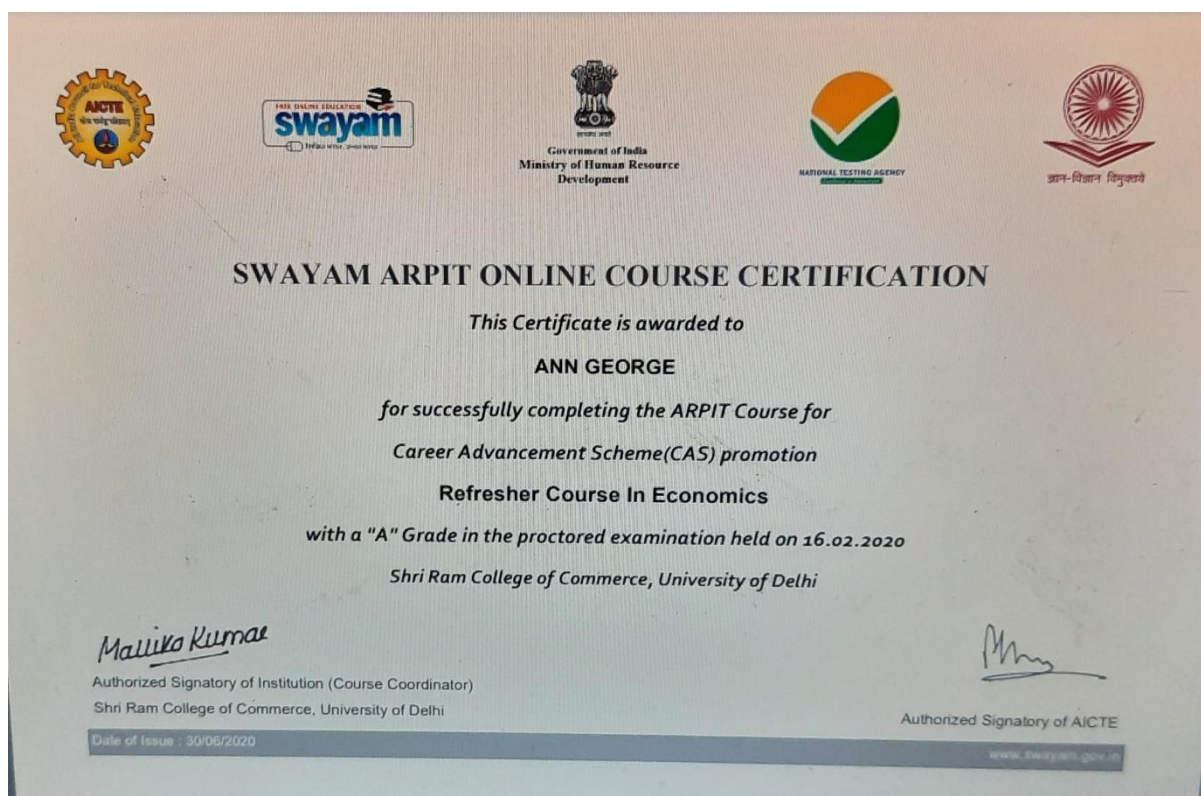 AICTE
FREE ONLINE EDUCATION
swayam
Government of India
Ministry of Human Resource
Development
NATIONAL TESTING AGENCY
ज्ञान-विज्ञान विमुक्तये
SWAYAM ARPIT ONLINE COURSE CERTIFICATION
This Certificate is awarded to
ANN GEORGE
for successfully completing the ARPIT Course for
Career Advancement Scheme(CAS) promotion
Refresher Course In Economics
with a "A" Grade in the proctored examination held on 16.02.2020
Shri Ram College of Commerce, University of Delhi
Authorized Signatory of Institution (Course Coordinator)
Shri Ram College of Commerce, University of Delhi
Authorized Signatory of AICTE
Date of Issue : 30/06/2020
www.swayam.gov.in